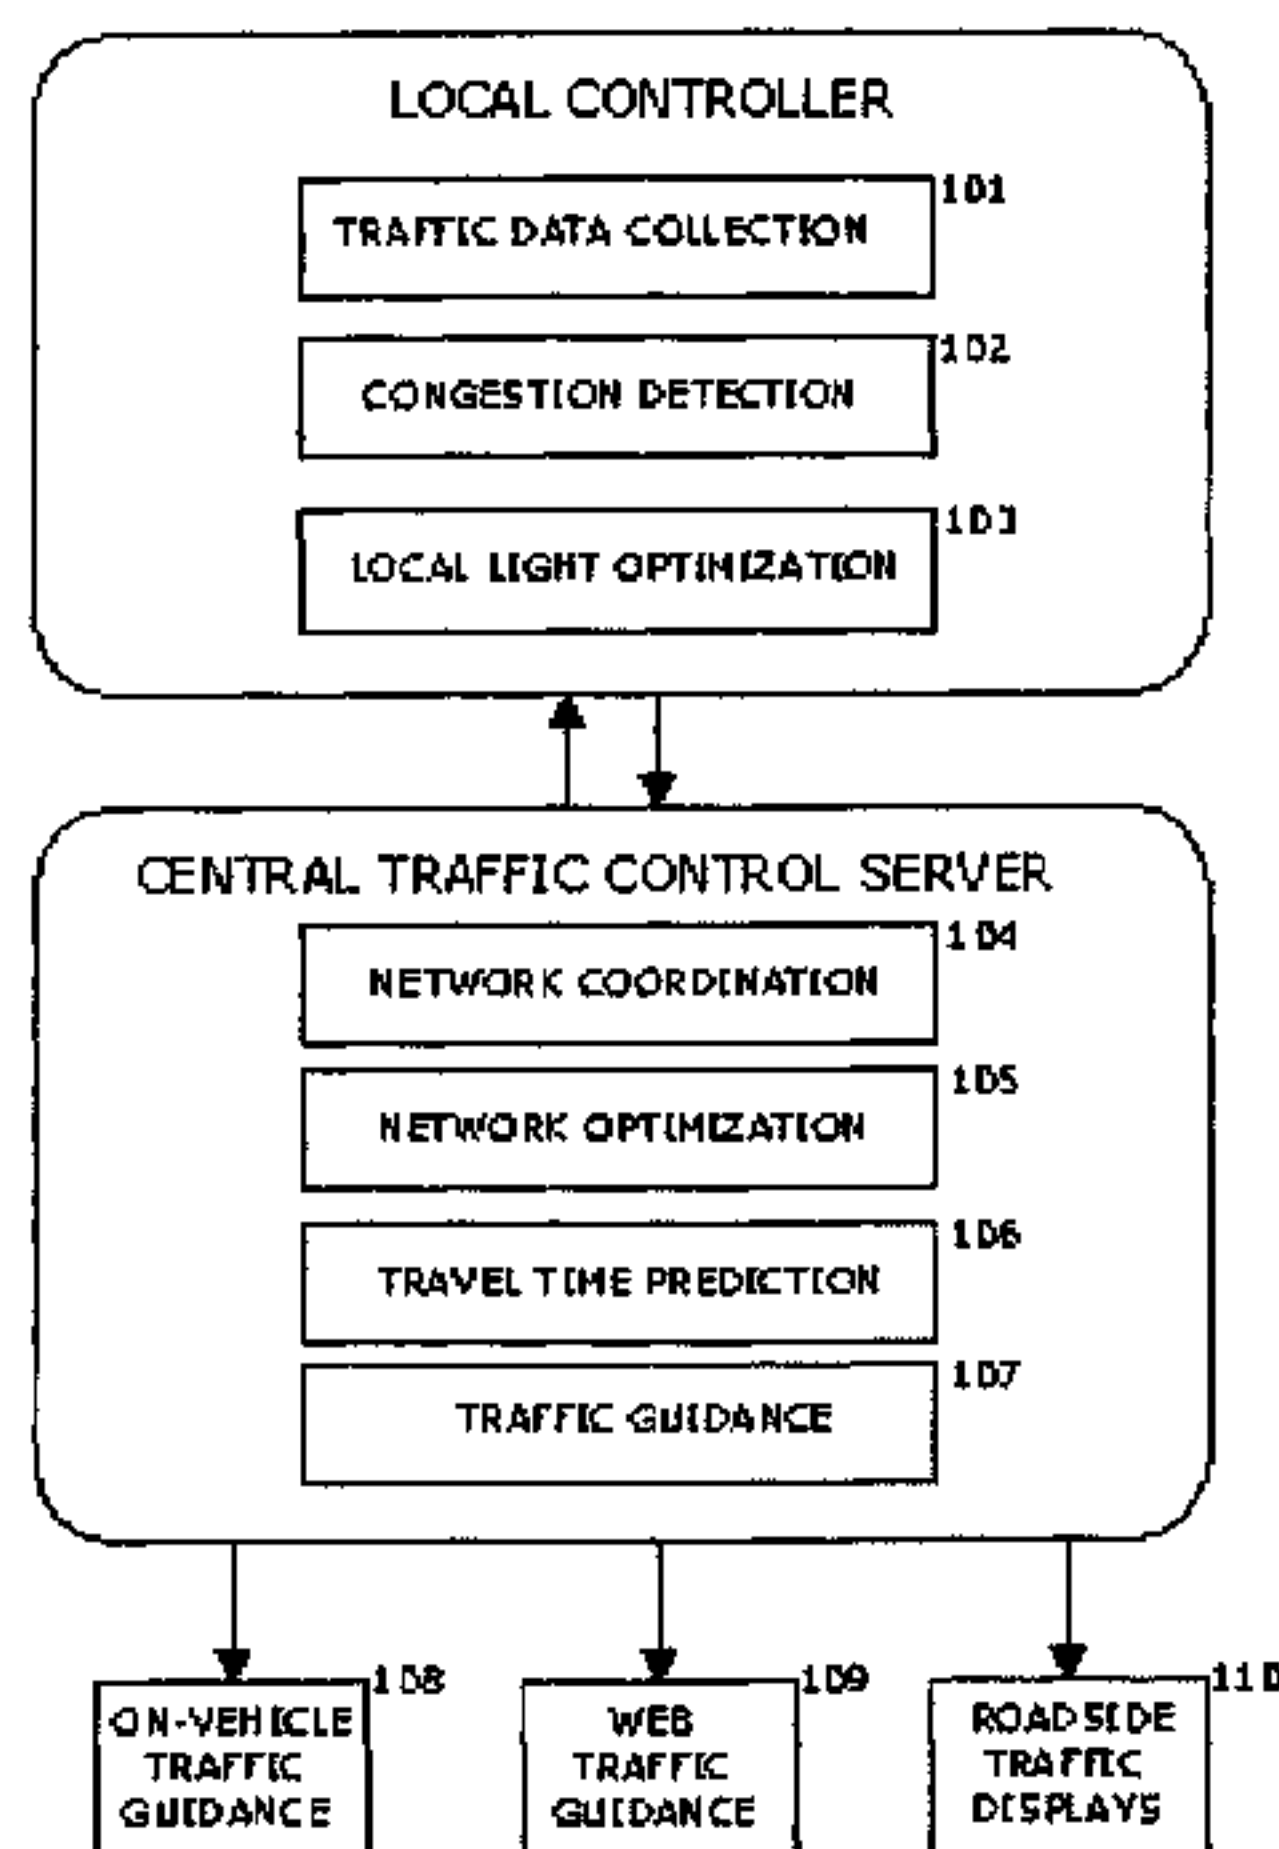 LOCAL CONTROLLER
101
TRAFFIC DATA COLLECTION
102
CONGESTION DETECTION
103
LOCAL LIGHT OPTIMIZATION
CENTRAL TRAFFIC CONTROL SERVER
104
NETWORK COORDINATION
105
NETWORK OPTIMIZATION
106
TRAVEL TIME PREDICTION
107
TRAFFIC GUIDANCE
108
ON-VEHICLE
TRAFFIC
GUIDANCE
109
WEB
TRAFFIC
GUIDANCE
110
ROADSIDE
TRAFFIC
DISPLAYS